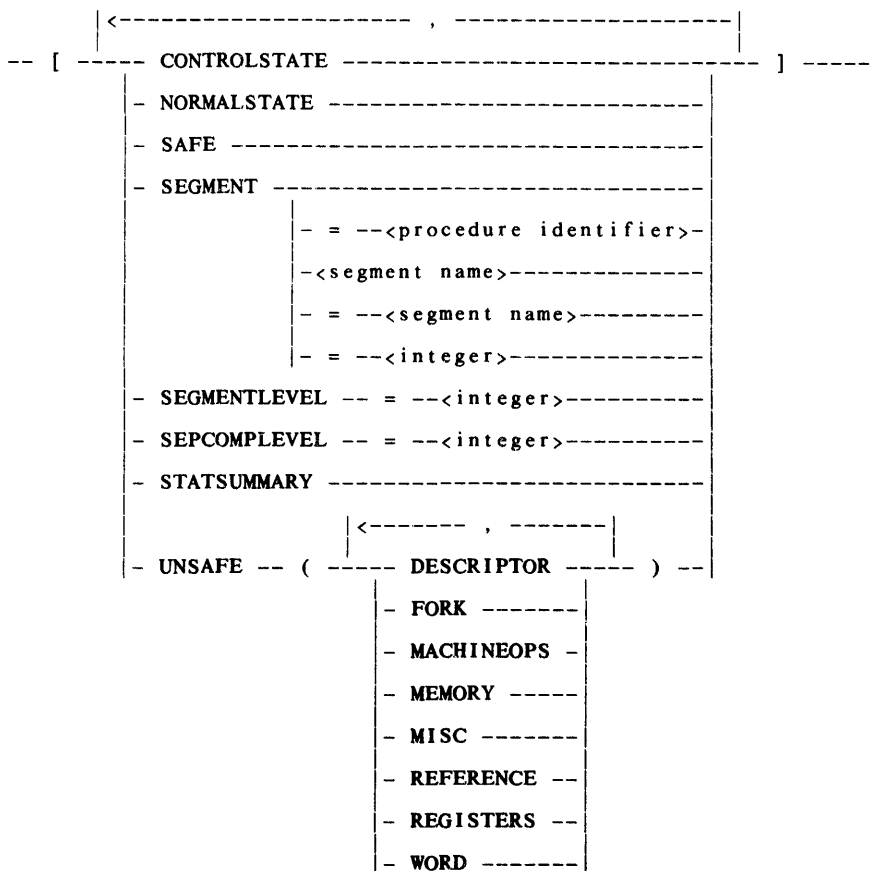 |<-------------------- , --------------------|
-- [ ----- CONTROLSTATE ------------------------------ ] -----
|- NORMALSTATE ---------------------------|
|- SAFE ----------------------------------|
|- SEGMENT -------------------------------|
|- = --<procedure identifier>-|
|-<segment name>--------------|
|- = --<segment name>---------|
|- = --<integer>--------------|
|- SEGMENTLEVEL -- = --<integer>----------|
|- SEPCOMPLEVEL -- = --<integer>----------|
|- STATSUMMARY ---------------------------|
|<------- , -------|
|- UNSAFE -- ( ----- DESCRIPTOR ----- ) --|
|- FORK -------|
|- MACHINEOPS -|
|- MEMORY -----|
|- MISC -------|
|- REFERENCE --|
|- REGISTERS --|
|- WORD -------|